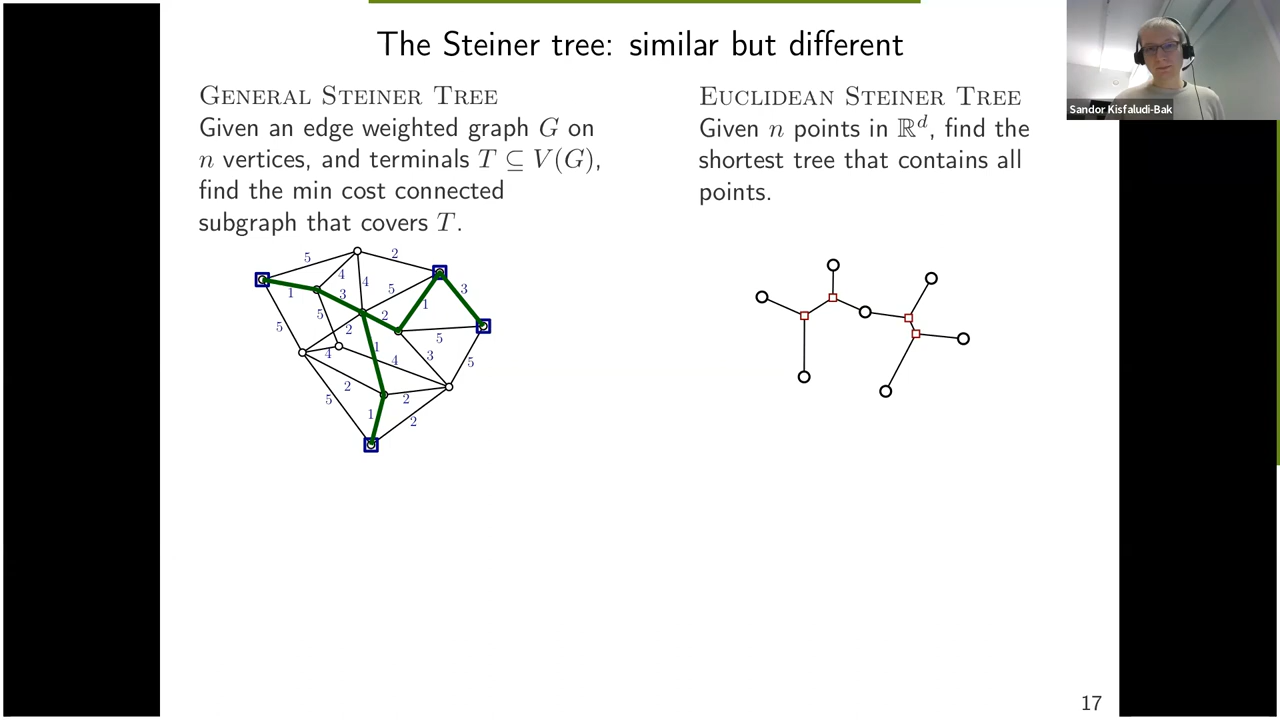 The Steiner tree: similar but different
Sandor Kisfaludi-Bak
General Steiner Tree
Given an edge weighted graph G on
n vertices, and terminals T ⊆ V(G),
find the min cost connected
subgraph that covers T.
5
2
4
4
1
3
5
3
1
5
2
5
2
5
1
4
4
3
5
2
5
2
1
2
Euclidean Steiner Tree
Given n points in ℝᵈ, find the
shortest tree that contains all
points.
17